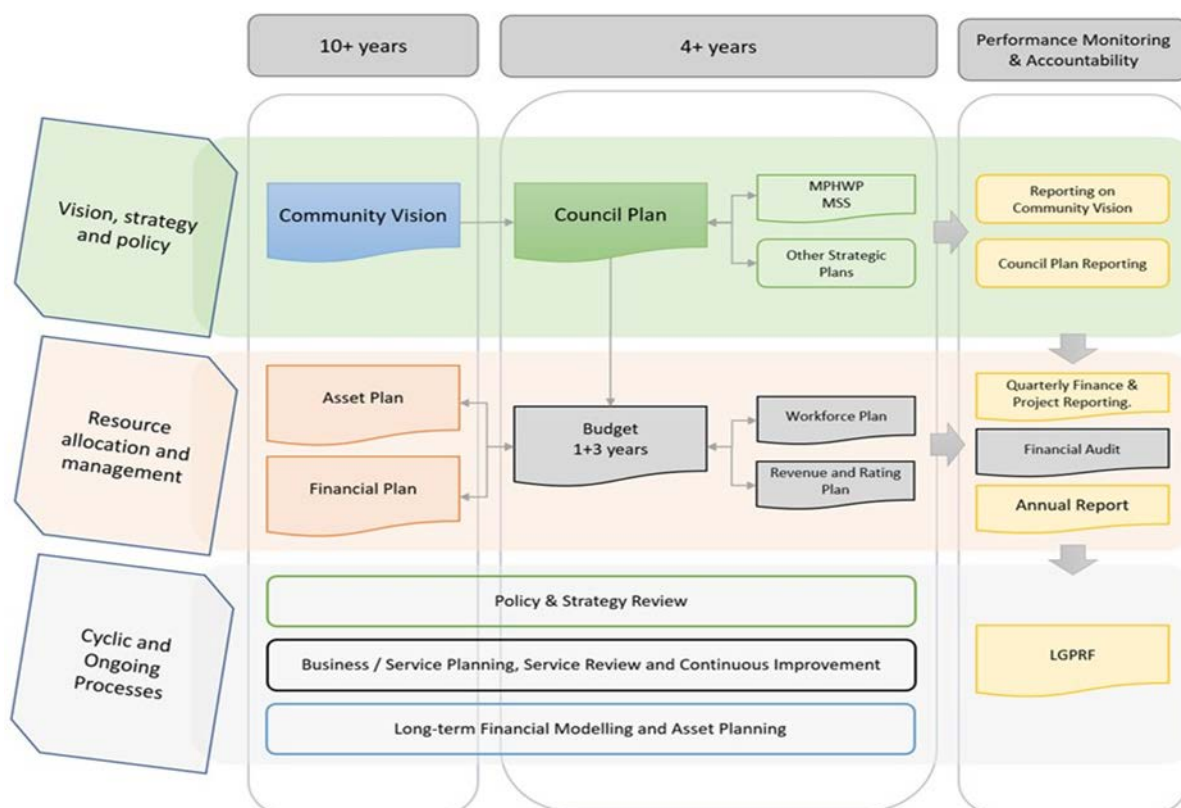 10+ years
4+ years
Performance Monitoring
& Accountability
Vision, strategy
and policy
Community Vision
Council Plan
MPHWP
MSS
Other Strategic
Plans
Reporting on
Community Vision
Council Plan Reporting
Resource
allocation and
management
Asset Plan
Financial Plan
Budget
1+3 years
Workforce Plan
Revenue and Rating
Plan
Quarterly Finance &
Project Reporting.
Financial Audit
Annual Report
Cyclic and
Ongoing
Processes
Policy & Strategy Review
Business / Service Planning, Service Review and Continuous Improvement
Long-term Financial Modelling and Asset Planning
LGPRF